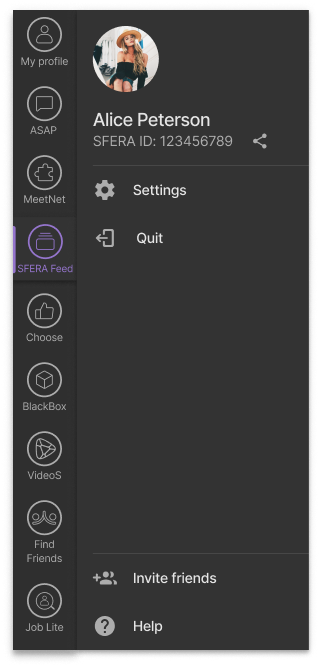 My profile
ASAP
MeetNet
SFERA Feed
Choose
BlackBox
VideoS
Find
Friends
Job Lite
Alice Peterson
SFERA ID: 123456789
Settings
Quit
Invite friends
Help